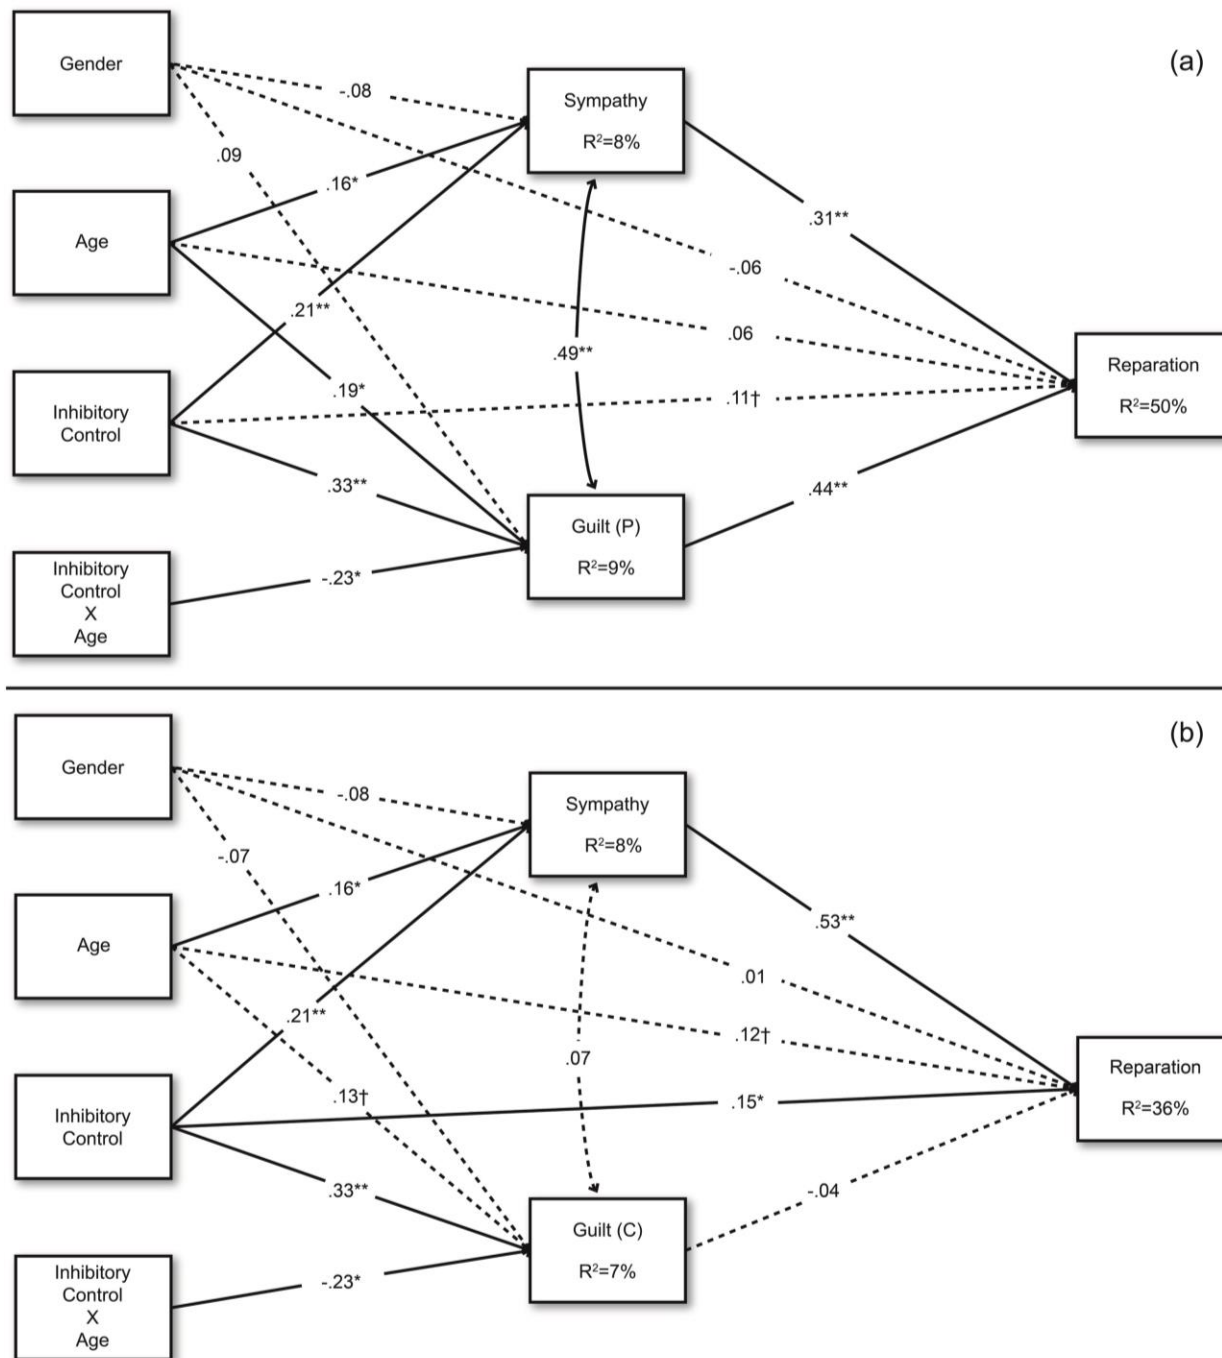 (a)
Gender
-.08
Sympathy
R²=8%
.09
.16*
.31**
Age
-.06
.21**
.06
.49**
Reparation
R²=50%
.19*
.11†
Inhibitory
Control
.33**
.44**
Guilt (P)
R²=9%
-.23*
Inhibitory
Control
X
Age
(b)
Gender
-.08
Sympathy
R²=8%
-.07
.16*
.53**
Age
.01
.21**
.12†
.07
Reparation
R²=36%
.13†
.15*
Inhibitory
Control
.33**
-.04
Guilt (C)
R²=7%
-.23*
Inhibitory
Control
X
Age